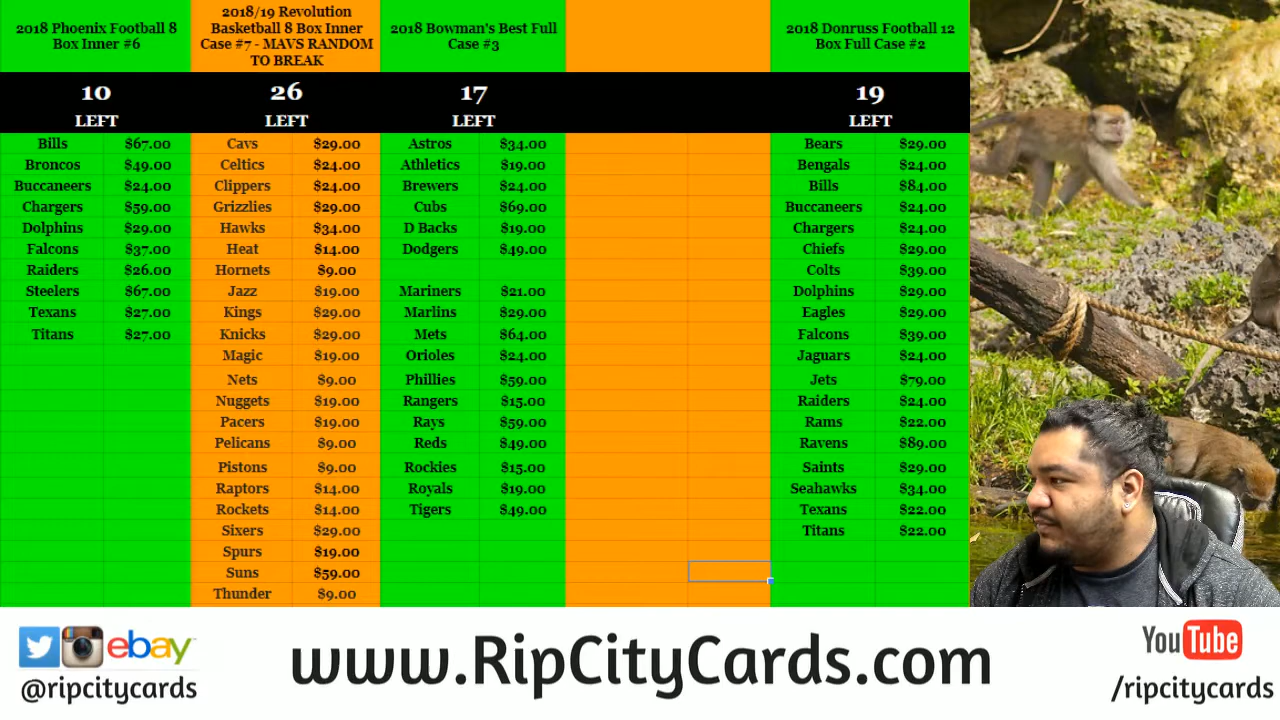 2018 Phoenix Football 8
Box Inner #6
2018/19 Revolution
Basketball 8 Box Inner
Case #7 - MAVS RANDOM
TO BREAK
2018 Bowman's Best Full
Case #3
2018 Donruss Football 12
Box Full Case #2
10 26 17 19
LEFT LEFT LEFT LEFT
Bills $67.00 Cavs $29.00 Astros $34.00 Bears $29.00
Broncos $49.00 Celtics $24.00 Athletics $19.00 Bengals $24.00
Buccaneers $24.00 Clippers $24.00 Brewers $24.00 Bills $84.00
Chargers $59.00 Grizzlies $29.00 Cubs $69.00 Buccaneers $24.00
Dolphins $29.00 Hawks $34.00 D Backs $19.00 Chargers $24.00
Falcons $37.00 Heat $14.00 Dodgers $49.00 Chiefs $29.00
Raiders $26.00 Hornets $9.00 Colts $39.00
Steelers $67.00 Jazz $19.00 Mariners $21.00 Dolphins $29.00
Texans $27.00 Kings $29.00 Marlins $29.00 Eagles $29.00
Titans $27.00 Knicks $29.00 Mets $64.00 Falcons $39.00
Magic $19.00 Orioles $24.00 Jaguars $24.00
Nets $9.00 Phillies $59.00 Jets $79.00
Nuggets $19.00 Rangers $15.00 Raiders $24.00
Pacers $19.00 Rays $59.00 Rams $22.00
Pelicans $9.00 Reds $49.00 Ravens $89.00
Pistons $9.00 Rockies $15.00 Saints $29.00
Raptors $14.00 Royals $19.00 Seahawks $34.00
Rockets $14.00 Tigers $49.00 Texans $22.00
Sixers $29.00 Titans $22.00
Spurs $19.00
Suns $59.00
Thunder $9.00
ebay
@ripcitycards
www.RipCityCards.com
YouTube
/ripcitycards